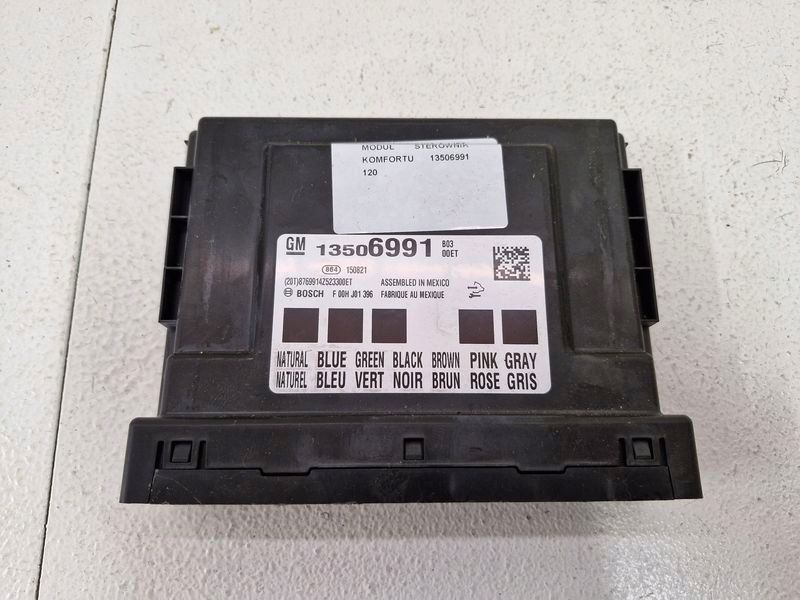 MODUŁ STEROWNIK
KOMFORTU 13506991
120
GM 13506991 B03
00ET
864 150821
(20T)8769914Z523300ET ASSEMBLED IN MEXICO
BOSCH F 00H J01 396 FABRIQUE AU MEXIQUE
NATURAL BLUE GREEN BLACK BROWN PINK GRAY
NATUREL BLEU VERT NOIR BRUN ROSE GRIS